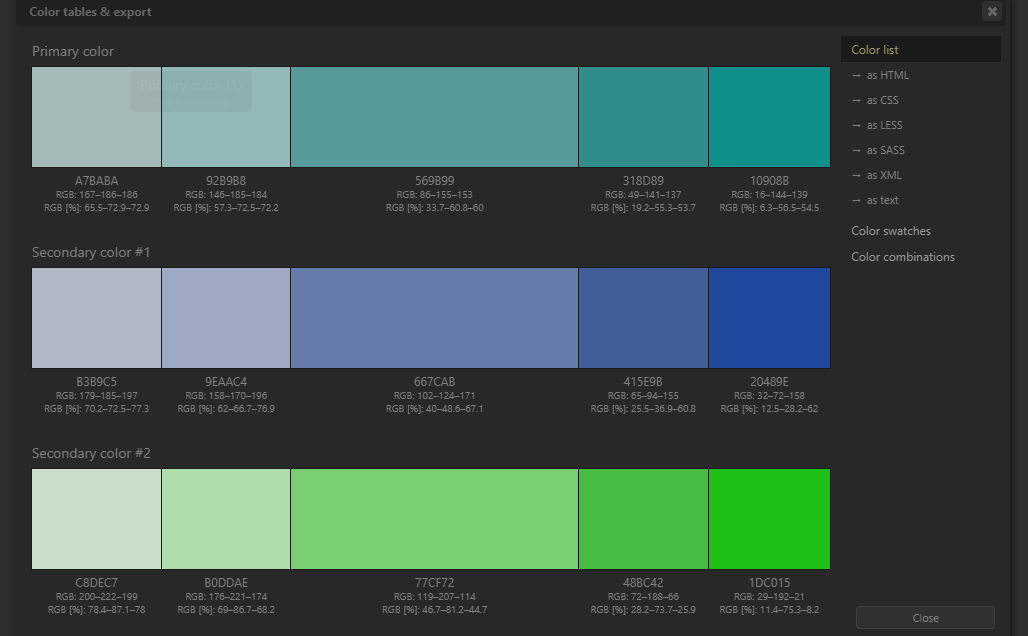 Color tables & export
Primary color
Primary color (1)
A7BABA
RGB: 167–186–186
RGB [%]: 65.5–72.9–72.9
92B9B8
RGB: 146–185–184
RGB [%]: 57.3–72.5–72.2
569B99
RGB: 86–155–153
RGB [%]: 33.7–60.8–60
318D89
RGB: 49–141–137
RGB [%]: 19.2–55.3–53.7
10908B
RGB: 16–144–139
RGB [%]: 6.3–56.5–54.5
Secondary color #1
B3B9C5
RGB: 179–185–197
RGB [%]: 70.2–72.5–77.3
9EAAC4
RGB: 158–170–196
RGB [%]: 62–66.7–76.9
667CAB
RGB: 102–124–171
RGB [%]: 40–48.6–67.1
415E9B
RGB: 65–94–155
RGB [%]: 25.5–36.9–60.8
20489E
RGB: 32–72–158
RGB [%]: 12.5–28.2–62
Secondary color #2
C8DEC7
RGB: 200–222–199
RGB [%]: 78.4–87.1–78
B0DDAE
RGB: 176–221–174
RGB [%]: 69–86.7–68.2
77CF72
RGB: 119–207–114
RGB [%]: 46.7–81.2–44.7
48BC42
RGB: 72–188–66
RGB [%]: 28.2–73.7–25.9
1DC015
RGB: 29–192–21
RGB [%]: 11.4–75.3–8.2
Color list
→ as HTML
→ as CSS
→ as LESS
→ as SASS
→ as XML
→ as text
Color swatches
Color combinations
Close